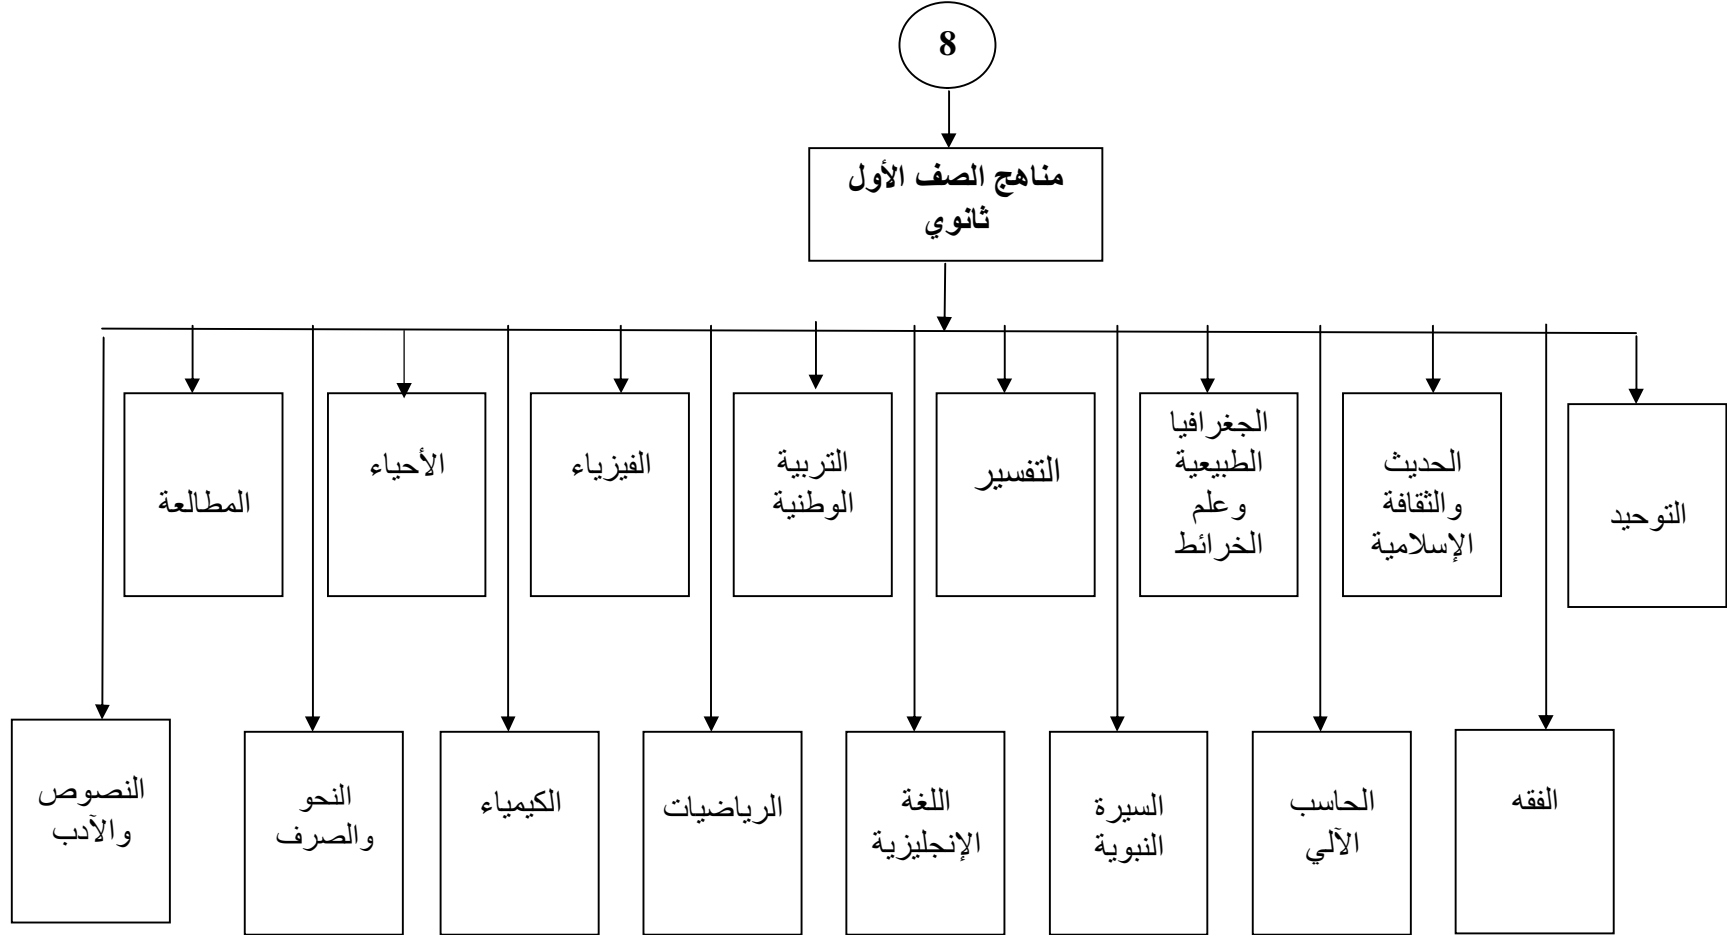 8
مناهج الصف الأول
ثانوي
التوحيد
الحديث
والثقافة
الإسلامية
الجغرافيا
الطبيعية
وعلم
الخرائط
التفسير
التربية
الوطنية
الفيزياء
الأحياء
المطالعة
الفقه
الحاسب
الآلي
السيرة
النبوية
اللغة
الإنجليزية
الرياضيات
الكيمياء
النحو
والصرف
النصوص
والآدب